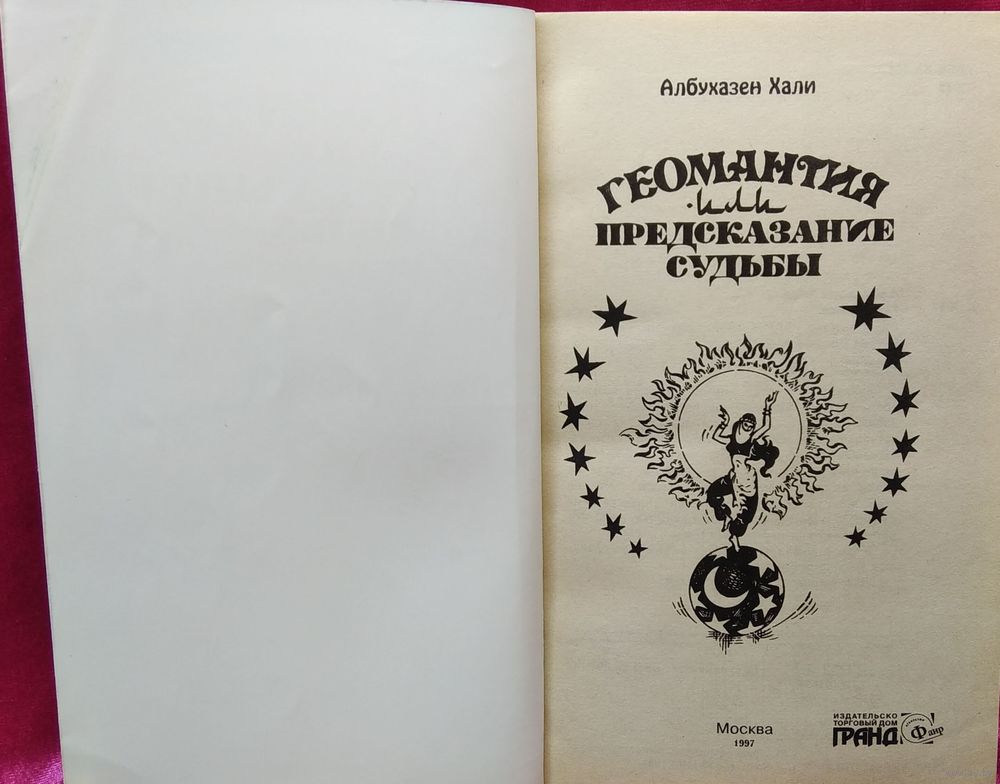 Албухазен Хали
ГЕОМАНТИЯ
или
ПРЕДСКАЗАНИЕ
СУДЬБЫ
Москва
1997
ИЗДАТЕЛЬСКО
ТОРГОВЫЙ ДОМ
ГРАНД
Фаир